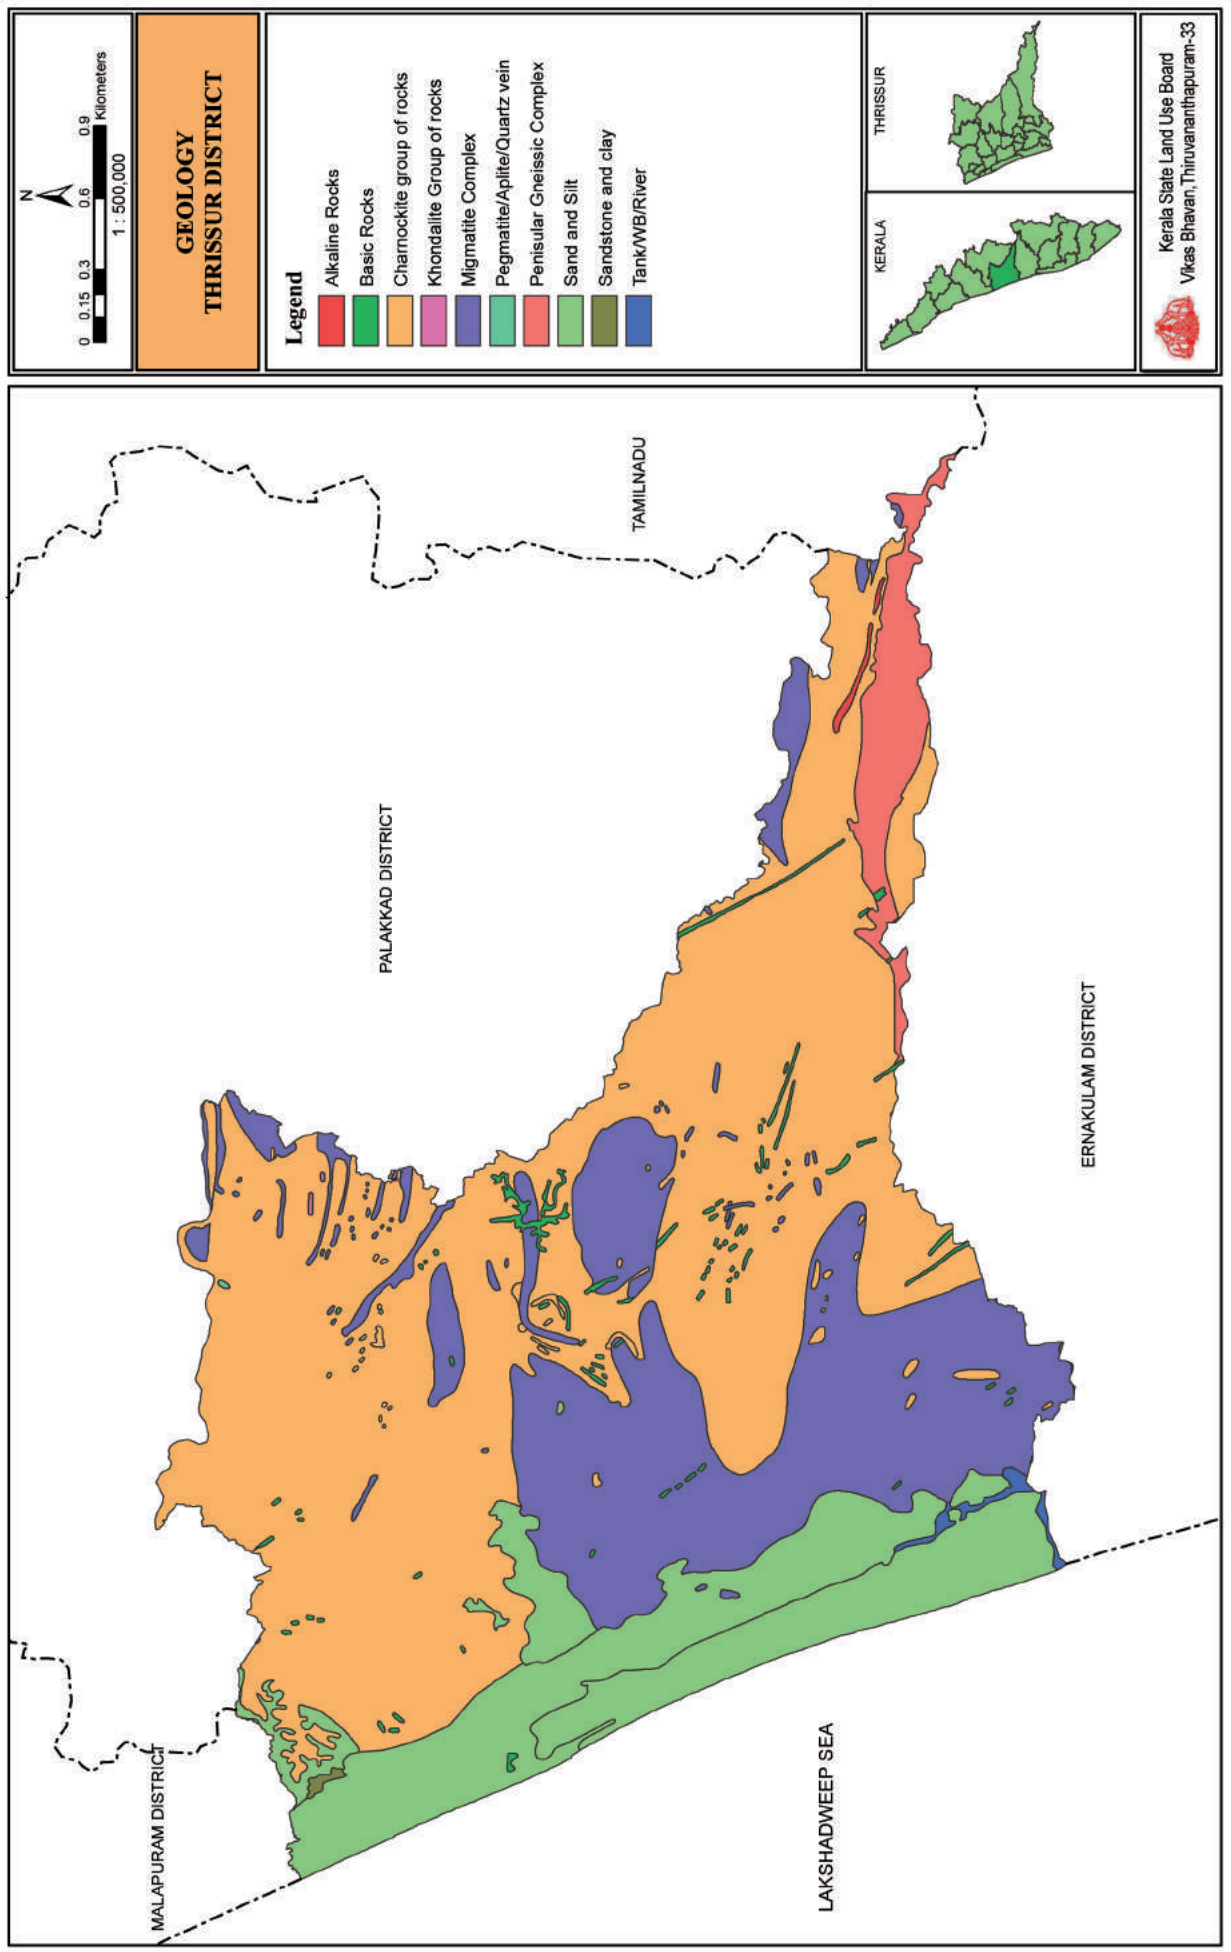 MALAPURAM DISTRICT
PALAKKAD DISTRICT
TAMILNADU
LAKSHADWEEP SEA
ERNAKULAM DISTRICT
N
0 0.15 0.3 0.6 0.9
Kilometers
1 : 500,000
GEOLOGY
THRISSUR DISTRICT
Legend
Alkaline Rocks
Basic Rocks
Charnockite group of rocks
Khondalite Group of rocks
Migmatite Complex
Pegmatite/Aplite/Quartz vein
Penisular Gneissic Complex
Sand and Silt
Sandstone and clay
Tank/WB/River
KERALA
THRISSUR
Kerala State Land Use Board
Vikas Bhavan,Thiruvananthapuram-33